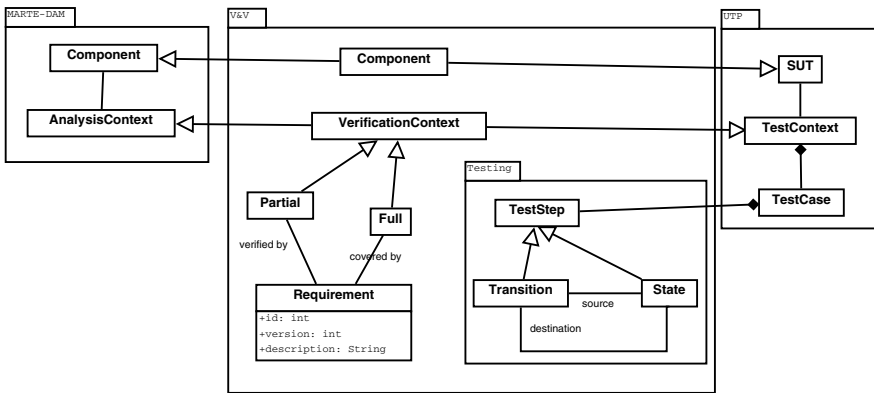 MARTE-DAM
Component
AnalysisContext
V&V
Component
VerificationContext
Partial
Full
verified by
covered by
Requirement
+id: int
+version: int
+description: String
Testing
TestStep
Transition
State
source
destination
UTP
SUT
TestContext
TestCase